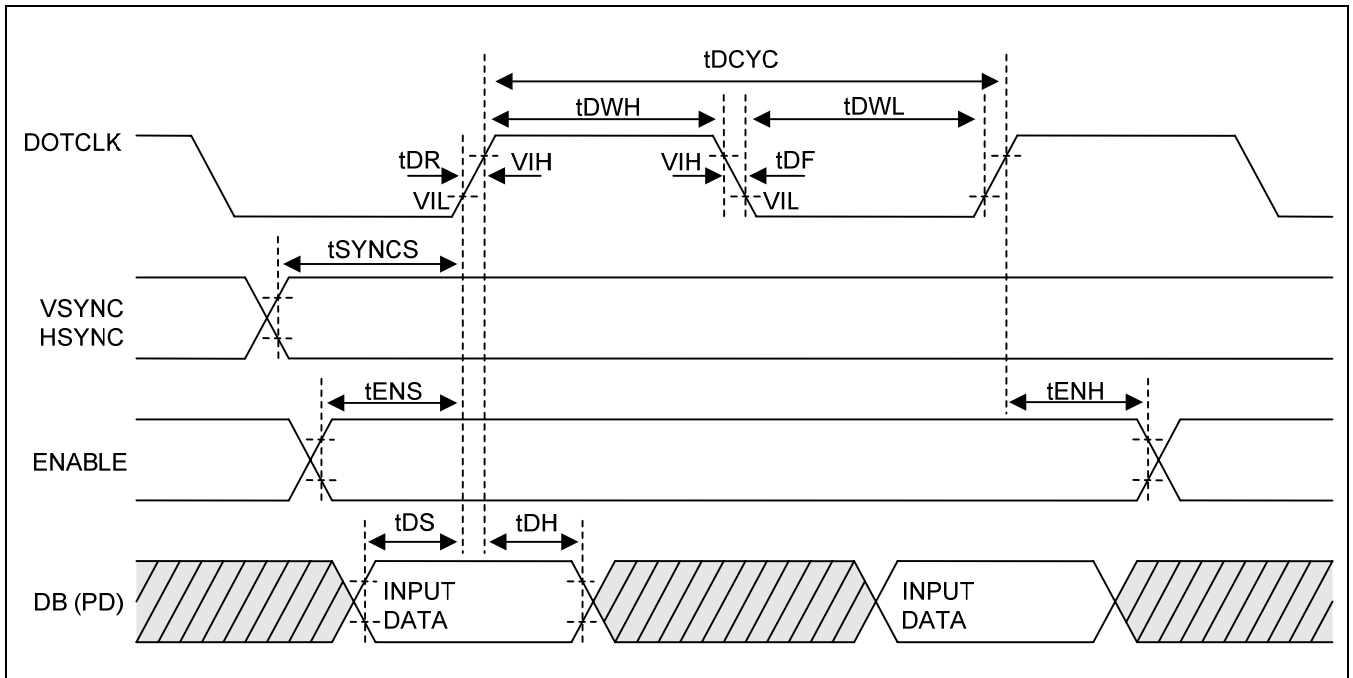 tDCYC
tDWH
tDWL
DOTCLK
tDR
VIH
VIH
tDF
VIL
VIL
tSYNCS
VSYNC
HSYNC
tENS
tENH
ENABLE
tDS
tDH
DB (PD)
INPUT
DATA
INPUT
DATA